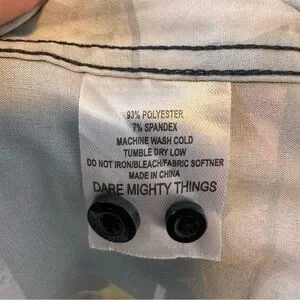 93% POLYESTER
7% SPANDEX
MACHINE WASH COLD
TUMBLE DRY LOW
DO NOT IRON/BLEACH/FABRIC SOFTNER
MADE IN CHINA
DARE MIGHTY THINGS